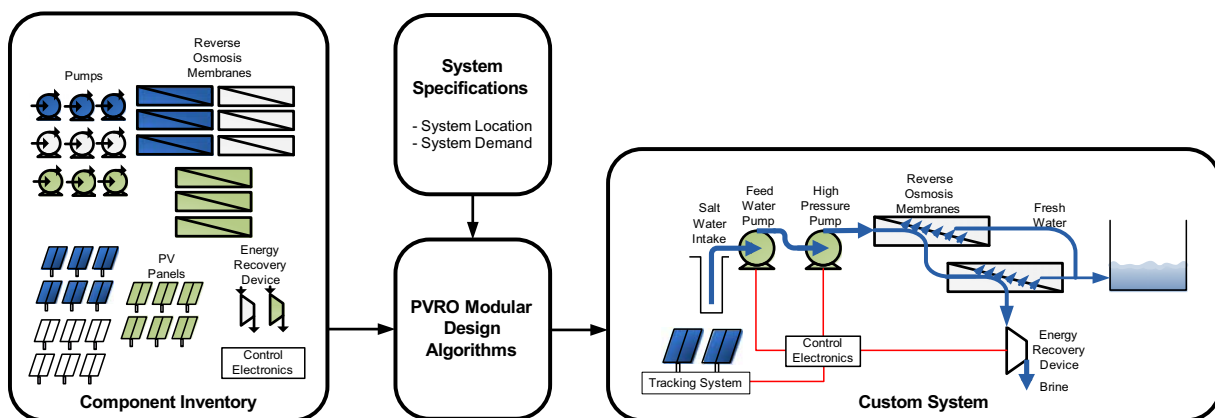 Pumps
Reverse
Osmosis
Membranes
PV
Panels
Energy
Recovery
Device
Control
Electronics
Component Inventory
System
Specifications
- System Location
- System Demand
PVRO Modular
Design
Algorithms
Salt
Water
Intake
Feed
Water
Pump
High
Pressure
Pump
Reverse
Osmosis
Membranes
Fresh
Water
Control
Electronics
Tracking System
Energy
Recovery
Device
Brine
Custom System